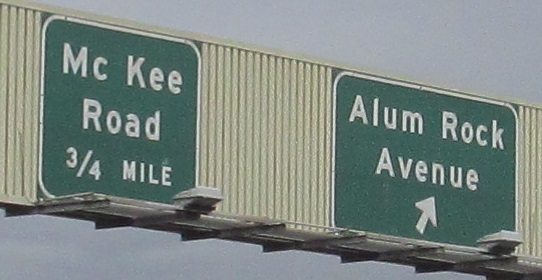 Mc Kee
Road
3/4 MILE
Alum Rock
Avenue